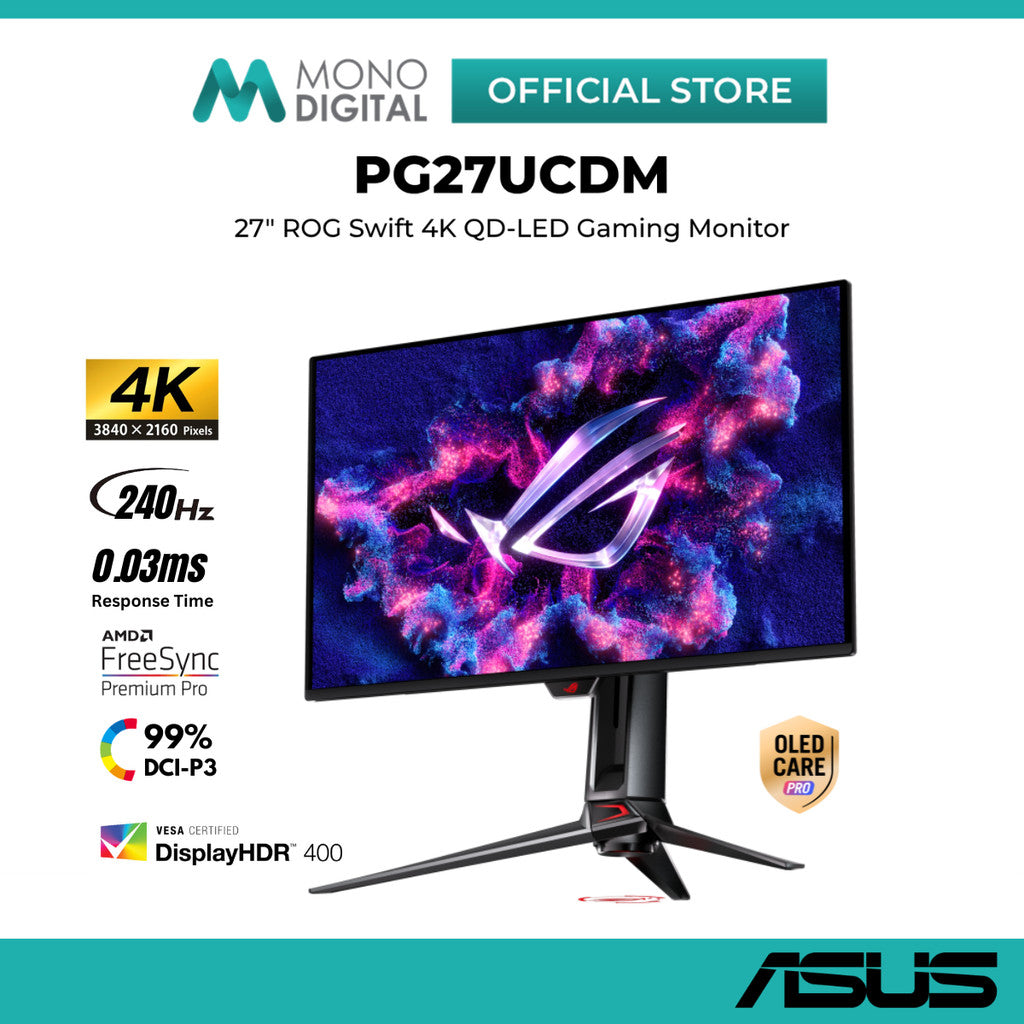 MONO
DIGITAL
OFFICIAL STORE
PG27UCDM
27" ROG Swift 4K QD-LED Gaming Monitor
4K
3840 × 2160 Pixels
240Hz
0.03ms
Response Time
AMD
FreeSync
Premium Pro
99%
DCI-P3
VESA CERTIFIED
DisplayHDR™ 400
OLED
CARE
PRO
ASUS